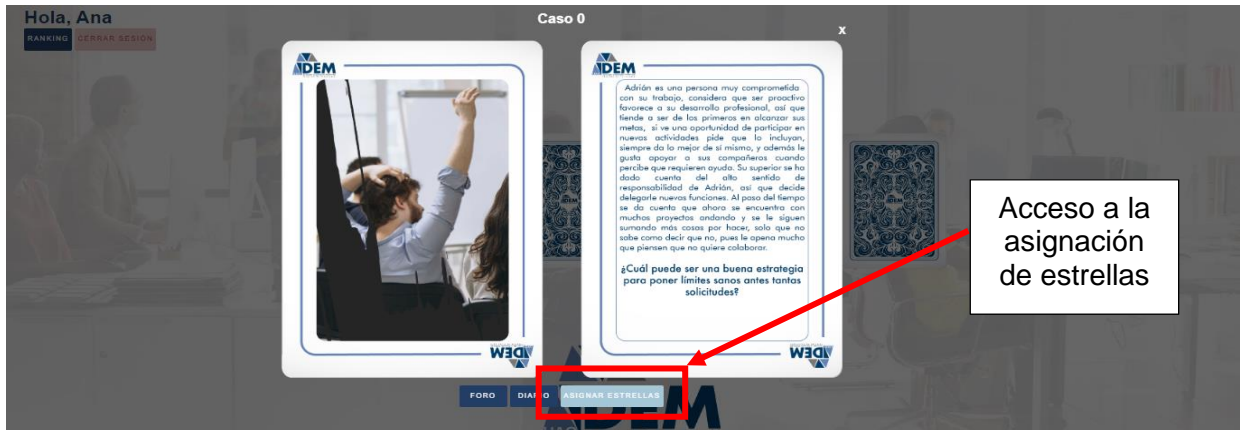 Hola, Ana
RANKING CERRAR SESIÓN
Caso 0
x
DEM
DEM
Adrián es una persona muy comprometida
con su trabajo, considera que ser proactivo
favorece a su desarrollo profesional, así que
tiende a ser de los primeros en alcanzar sus
metas, si ve una oportunidad de participar en
nuevas actividades pide que lo incluyan,
siempre da lo mejor de sí mismo, y además le
gusta apoyar a sus compañeros cuando
percibe que requieren ayuda. Su superior se ha
dado cuenta del alto sentido de
responsabilidad de Adrián, así que decide
delegarle nuevas funciones. Al paso del tiempo
se da cuenta que ahora se encuentra con
muchos proyectos andando y se le siguen
sumando más cosas por hacer, solo que no
sabe como decir que no, pues le apena mucho
que piensen que no quiere colaborar.
¿Cuál puede ser una buena estrategia
para poner límites sanos antes tantas
solicitudes?
DEM
DEM
FORO DIARIO ASIGNAR ESTRELLAS
DEM
Acceso a la
asignación
de estrellas